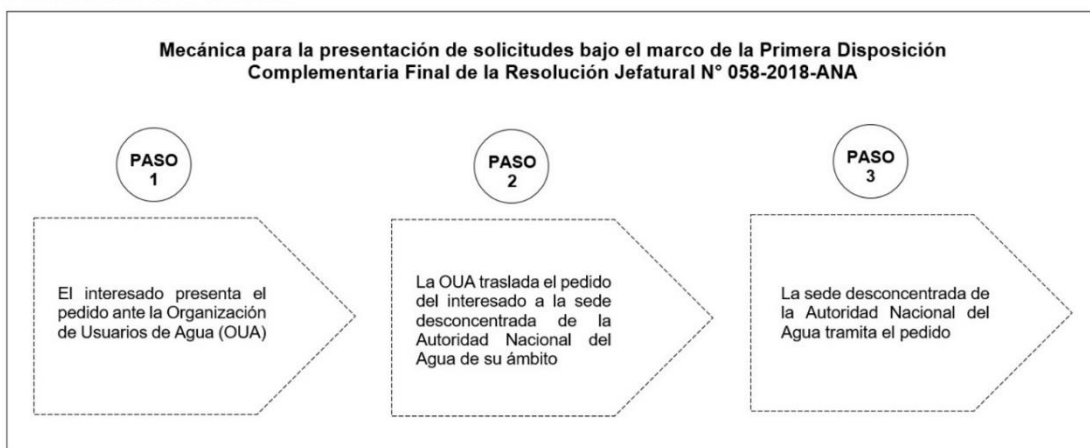 Mecánica para la presentación de solicitudes bajo el marco de la Primera Disposición
Complementaria Final de la Resolución Jefatural N° 058-2018-ANA
PASO
1
El interesado presenta el
pedido ante la Organización
de Usuarios de Agua (OUA)
PASO
2
La OUA traslada el pedido
del interesado a la sede
desconcentrada de la
Autoridad Nacional del
Agua de su ámbito
PASO
3
La sede desconcentrada de
la Autoridad Nacional del
Agua tramita el pedido